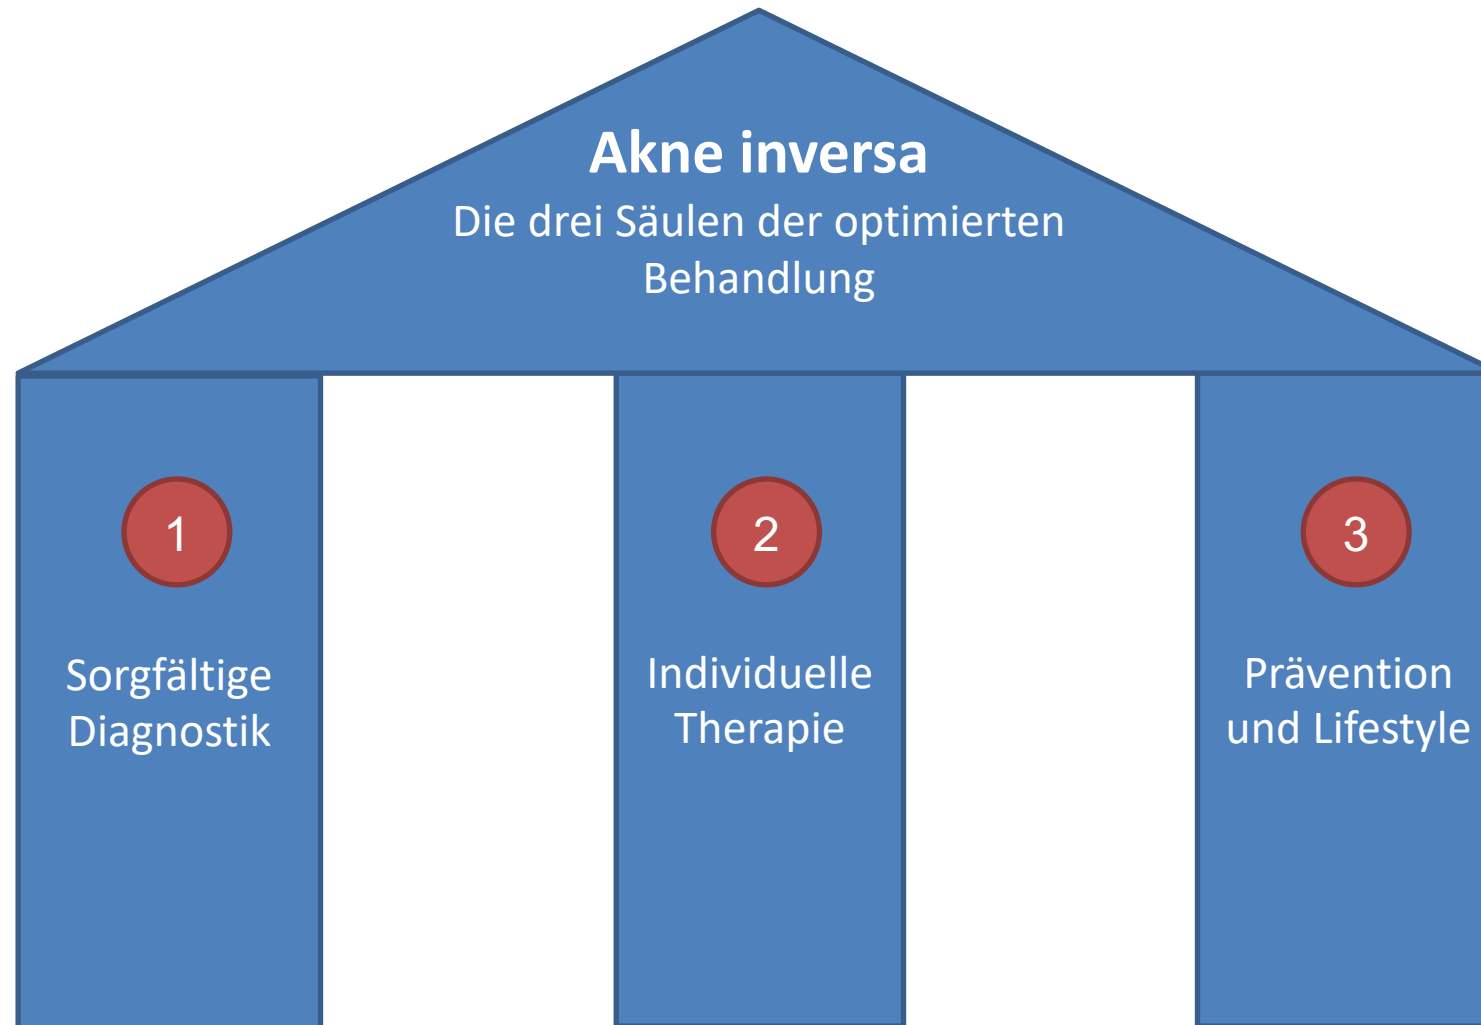 Akne inversa
Die drei Säulen der optimierten
Behandlung
1
Sorgfältige
Diagnostik
2
Individuelle
Therapie
3
Prävention
und Lifestyle